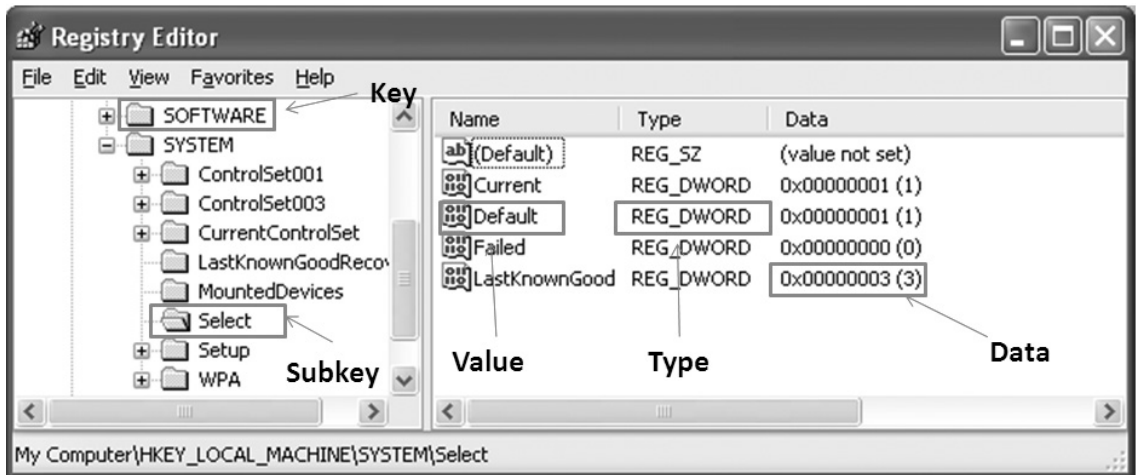 Registry Editor
File Edit View Favorites Help
Key
SOFTWARE
SYSTEM
ControlSet001
ControlSet003
CurrentControlSet
LastKnownGoodRecov
MountedDevices
Select
Setup
WPA
Subkey
Name Type Data
(Default) REG_SZ (value not set)
Current REG_DWORD 0x00000001 (1)
Default REG_DWORD 0x00000001 (1)
Failed REG_DWORD 0x00000000 (0)
LastKnownGood REG_DWORD 0x00000003 (3)
Value Type Data
My Computer\HKEY_LOCAL_MACHINE\SYSTEM\Select